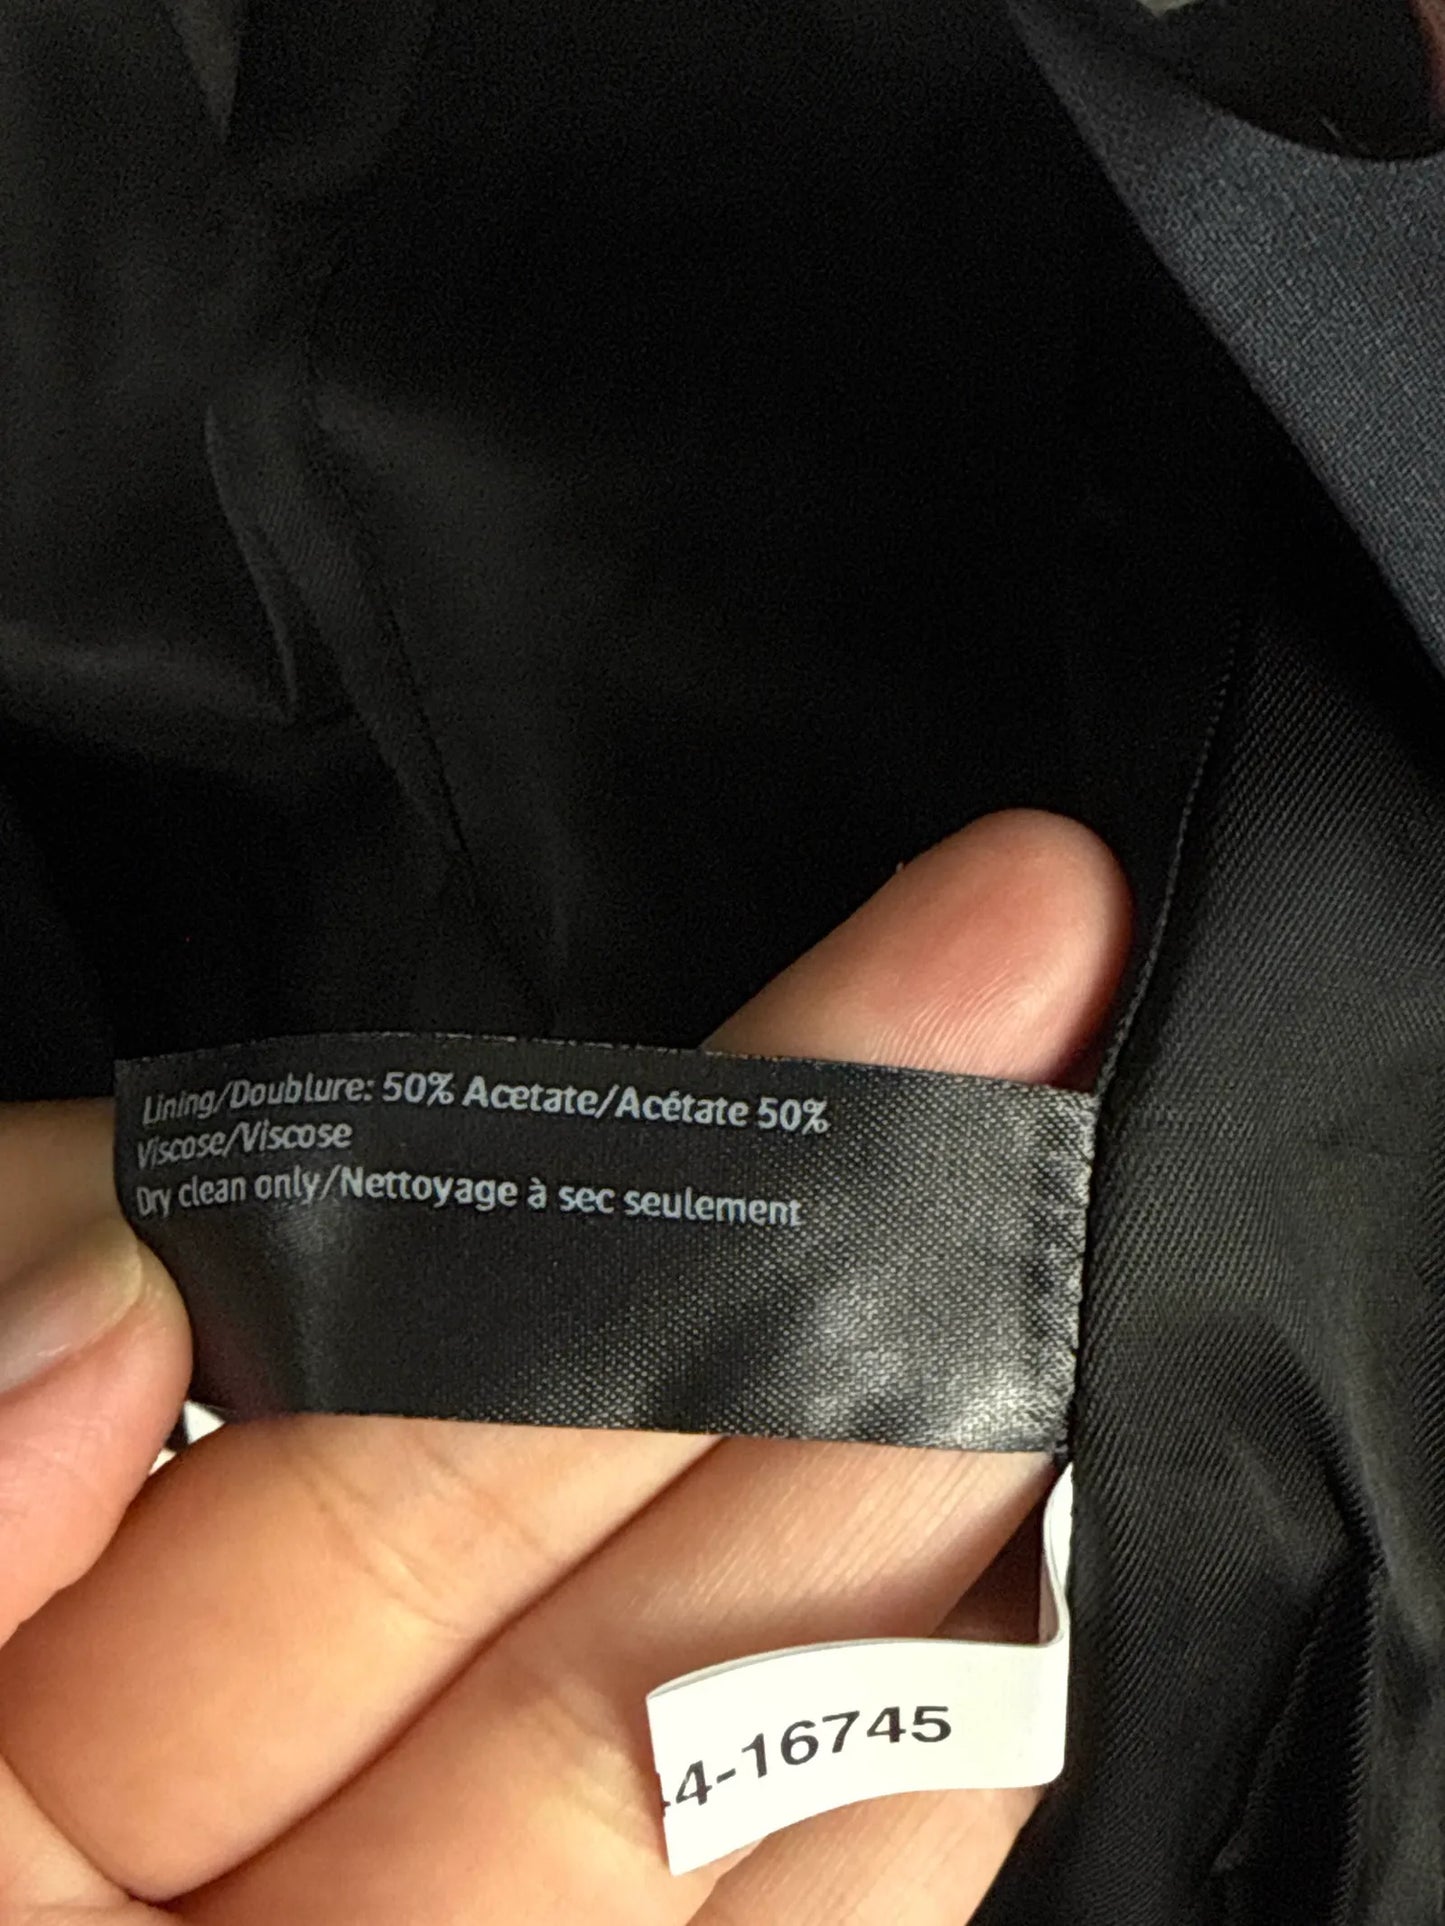 Lining/Doublure: 50% Acetate/Acétate 50%
Viscose/Viscose
Dry clean only/Nettoyage à sec seulement
4-16745